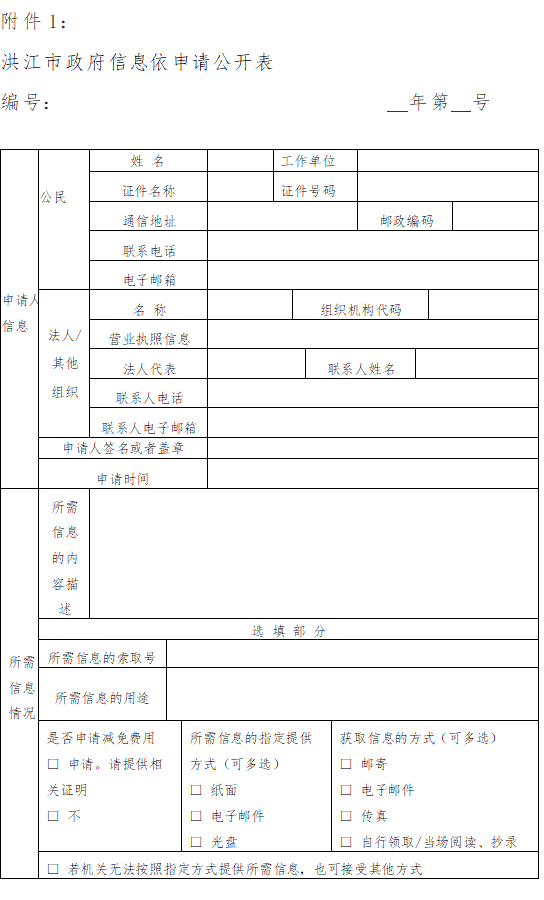 附件1：
洪江市政府信息依申请公开表
编号： __年第__号
申请人
信息
公民
姓 名 工作单位
证件名称 证件号码
通信地址 邮政编码
联系电话
电子邮箱
法人/
其他
组织
名 称 组织机构代码
营业执照信息
法人代表 联系人姓名
联系人电话
联系人电子邮箱
申请人签名或者盖章
申请时间
所需
信息
情况
所需
信息
的内
容描
述
选 填 部 分
所需信息的索取号
所需信息的用途
是否申请减免费用
□ 申请。请提供相
关证明
□ 不
所需信息的指定提供
方式（可多选）
□ 纸面
□ 电子邮件
□ 光盘
获取信息的方式（可多选）
□ 邮寄
□ 电子邮件
□ 传真
□ 自行领取/当场阅读、抄录
□ 若机关无法按照指定方式提供所需信息，也可接受其他方式